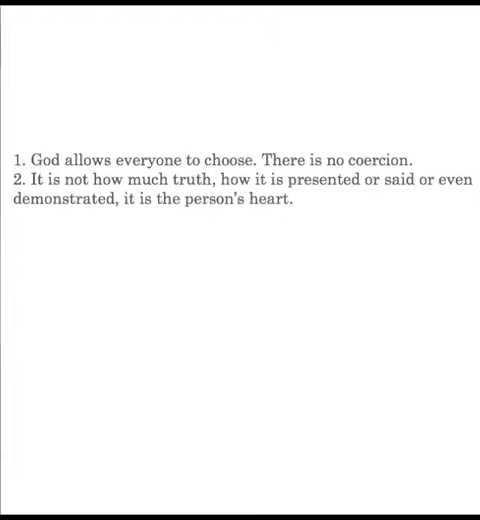 1. God allows everyone to choose. There is no coercion.
2. It is not how much truth, how it is presented or said or even
demonstrated, it is the person's heart.